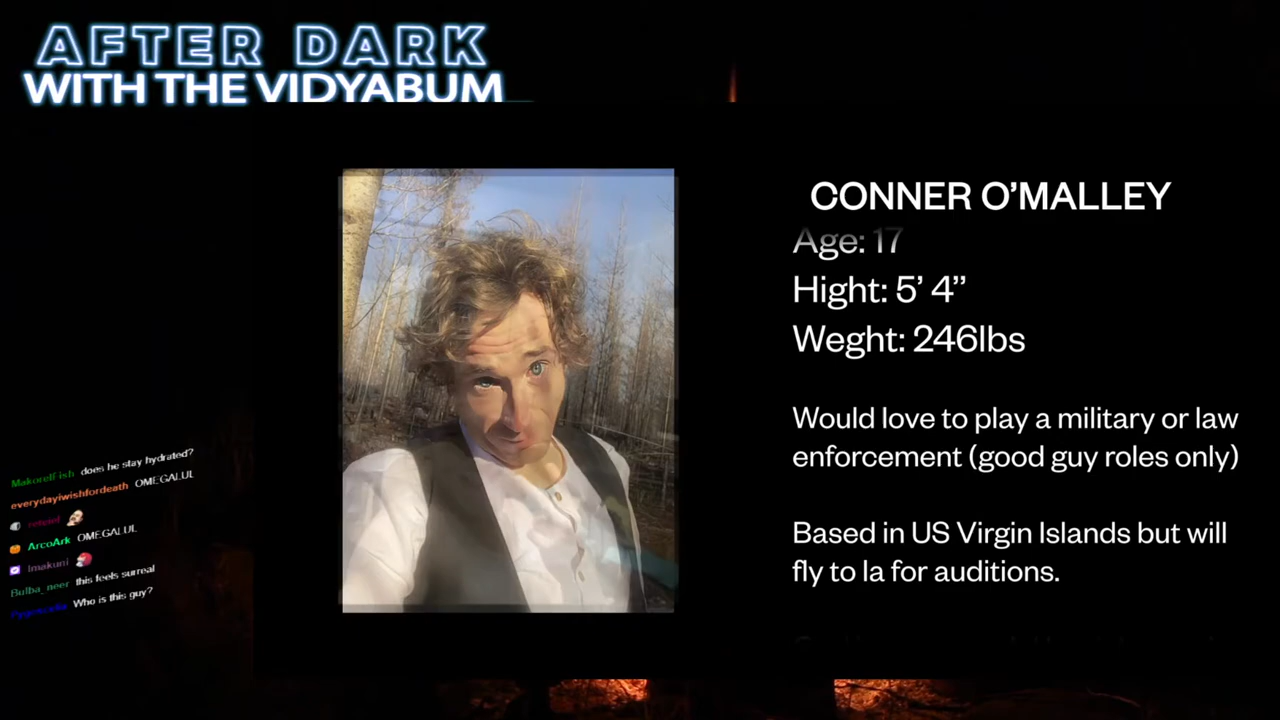 AFTER DARK
WITH THE VIDYABUM
CONNER O’MALLEY
Age: 17
Hight: 5’ 4”
Weght: 246lbs
Would love to play a military or law
enforcement (good guy roles only)
Based in US Virgin Islands but will
fly to la for auditions.
does he stay hydrated?
everydayiwishfordeath OMEGALUL
ArcoArk OMEGALUL
Imakuni
Bulba_neer this feels surreal
Who is this guy?